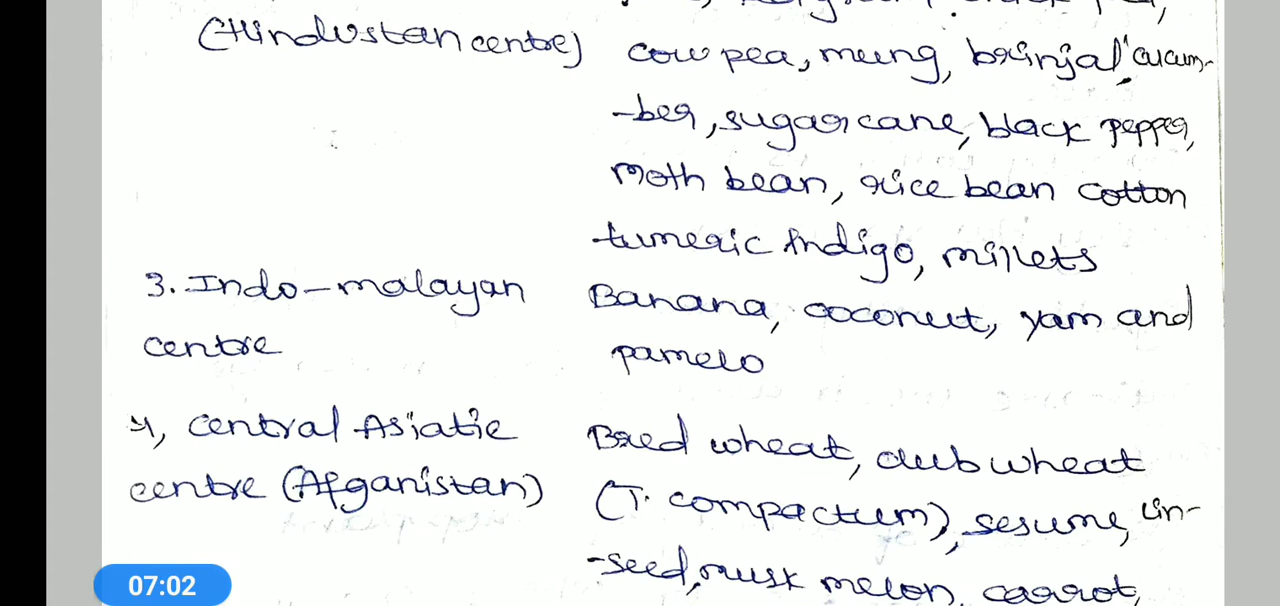 (Hindustan centre) cow pea, mung, brinjal, cucum-
-ber, sugarcane, black pepper,
moth bean, rice bean cotton
tumeric indigo, millets
3. Indo-malayan Banana, coconut, yam and
centre pamelo
4, central Asiatic Bred wheat, club wheat
centre (Afganistan) (T. compactum), sesume, lin-
-seed, musk melon, carrot,
07:02